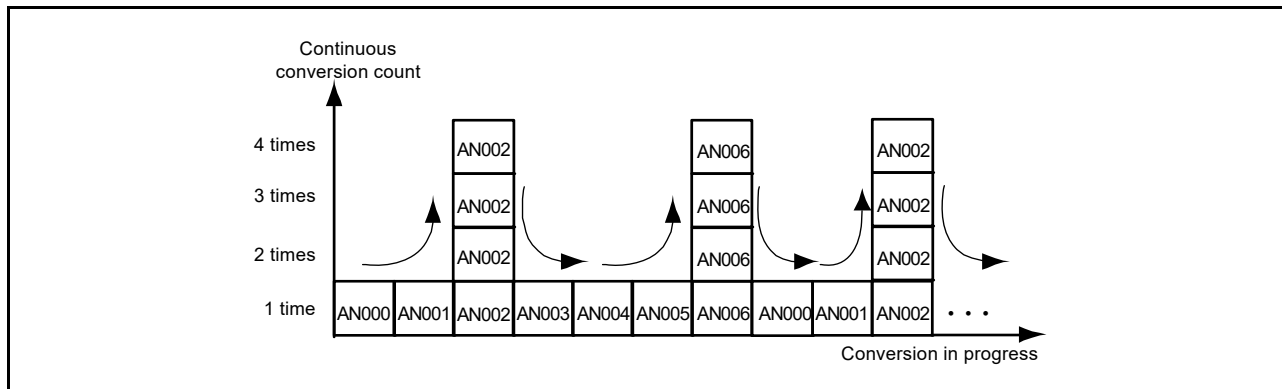 Continuous
conversion count
4 times
AN002
AN006
AN002
3 times
AN002
AN006
AN002
2 times
AN002
AN006
AN002
1 time
AN000
AN001
AN002
AN003
AN004
AN005
AN006
AN000
AN001
AN002
• • •
Conversion in progress